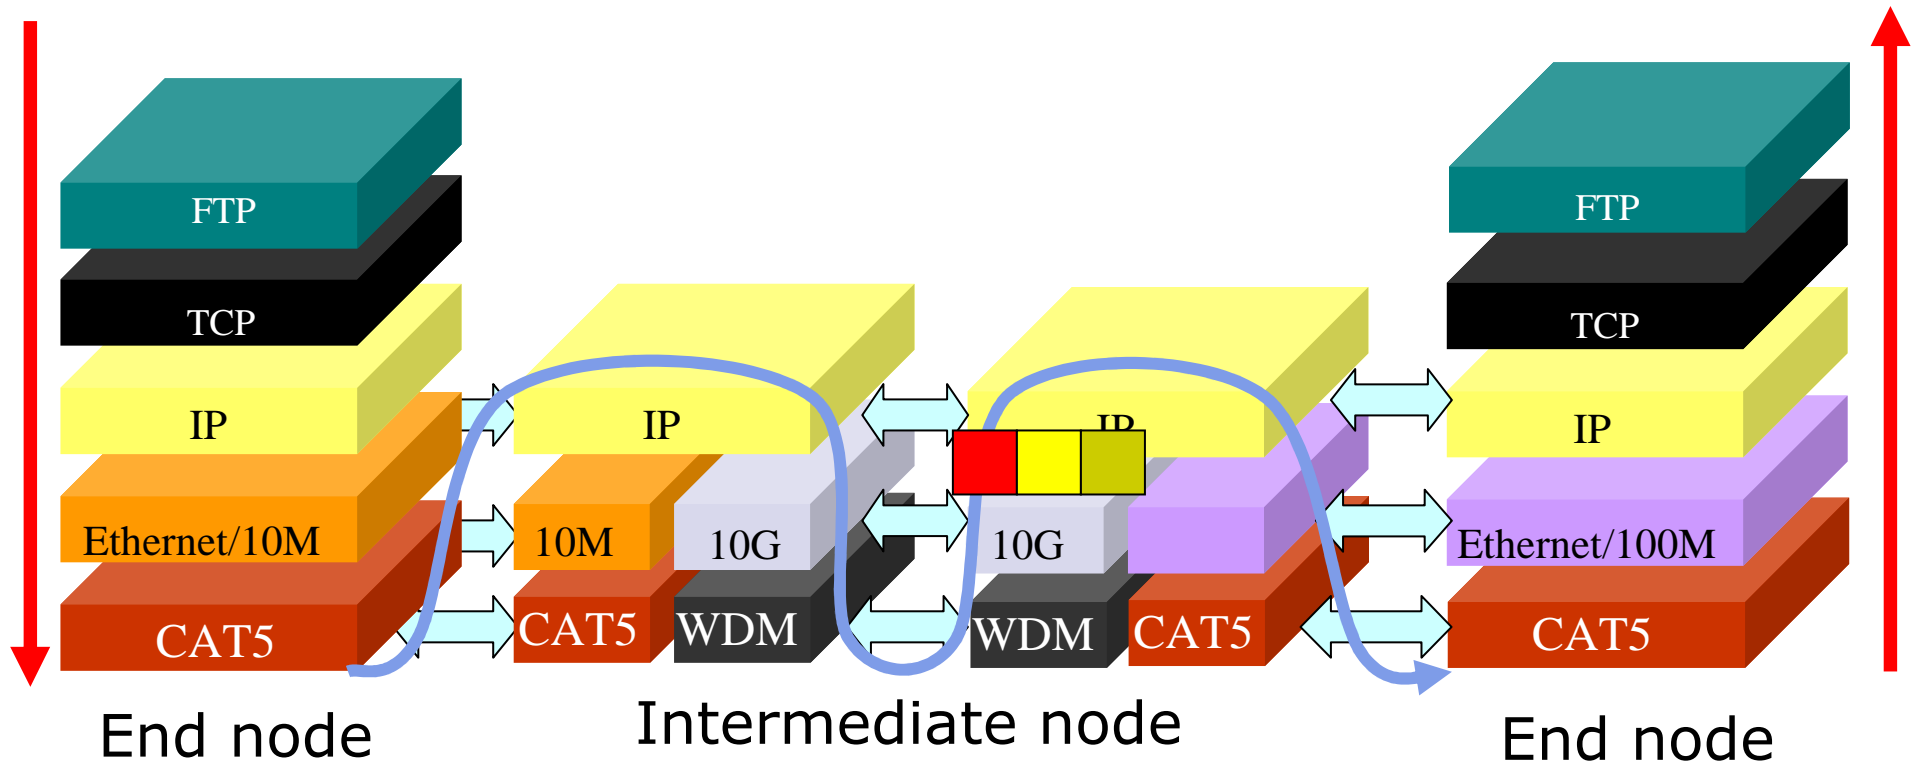 FTP
FTP
TCP
TCP
IP
IP
IP
IP
Ethernet/10M
10M
10G
10G
Ethernet/100M
CAT5
CAT5
WDM
WDM
CAT5
CAT5
End node
Intermediate node
End node